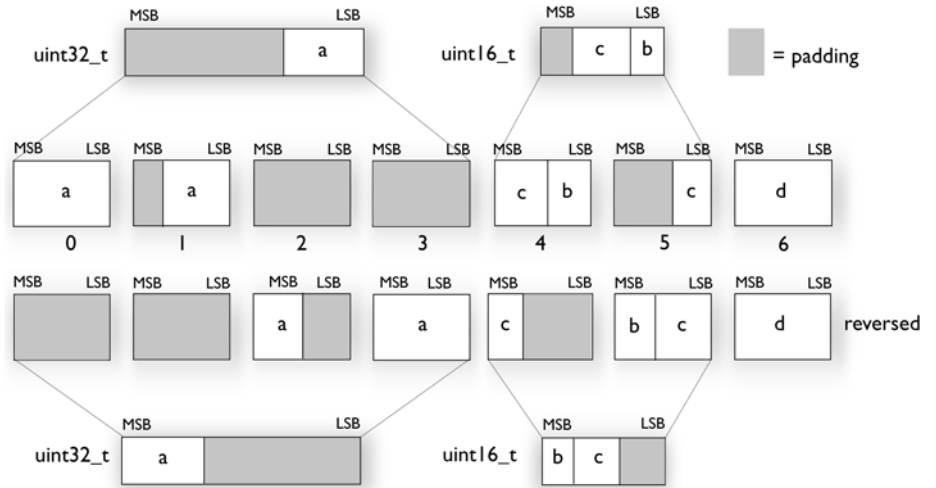 MSB LSB MSB LSB
uint32_t a uint16_t c b = padding
MSB LSB MSB LSB MSB LSB MSB LSB MSB LSB MSB LSB MSB LSB
a a c b c d
0 1 2 3 4 5 6
MSB LSB MSB LSB MSB LSB MSB LSB MSB LSB MSB LSB MSB LSB
a a c b c d reversed
MSB LSB MSB LSB
uint32_t a uint16_t b c